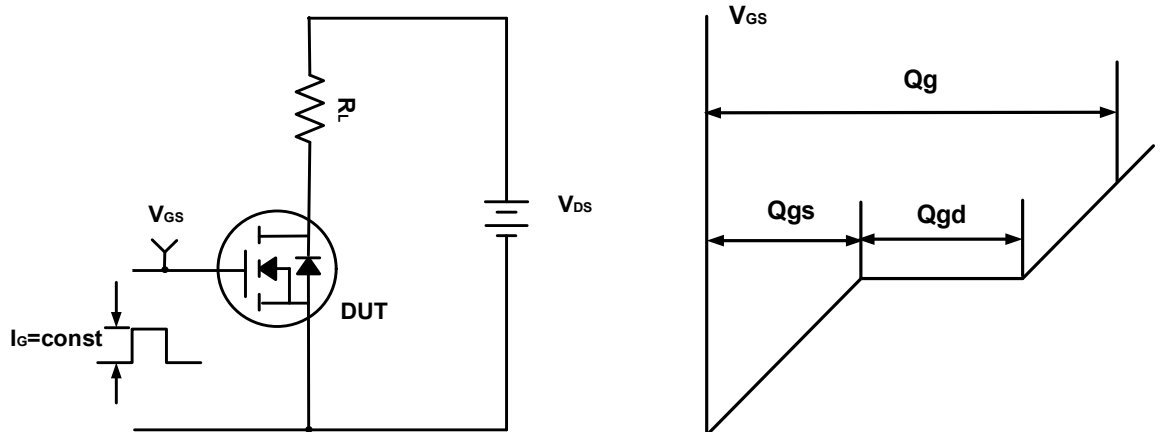 RL
VGS
VDS
DUT
IG=const
VGS
Qg
Qgs
Qgd